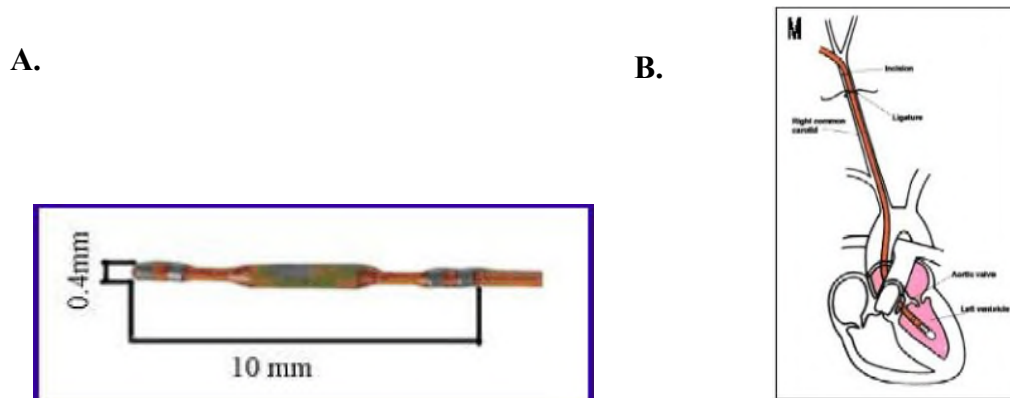 A.
0.4mm
10 mm
B.
M
Incision
Ligature
Right common
carotid
Aortic valve
Left ventricle